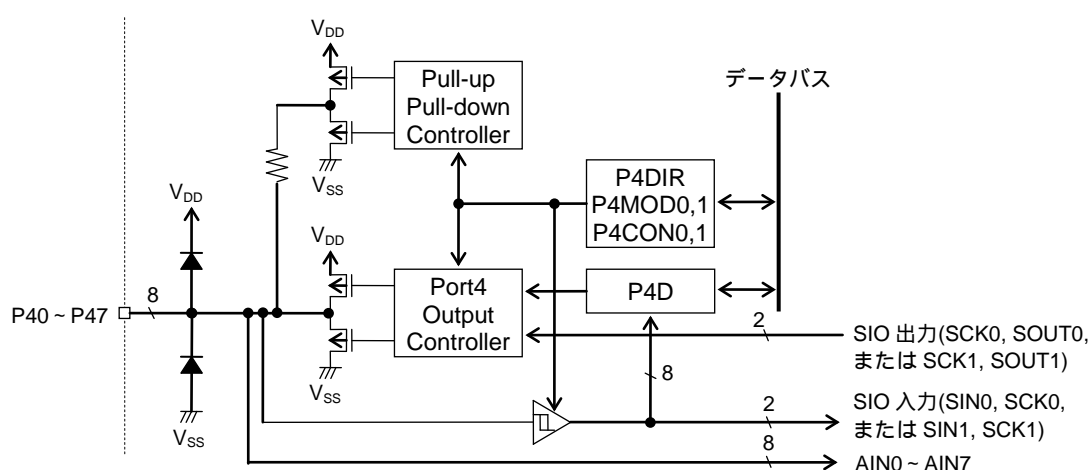 VDD
VDD
Pull-up
Pull-down
Controller
データバス
VSS
VDD
P4DIR
P4MOD0,1
P4CON0,1
VDD
P40 ~ P47
8
Port4
Output
Controller
P4D
VSS
VSS
2
SIO 出力(SCK0, SOUT0,
または SCK1, SOUT1)
8
2
SIO 入力(SIN0, SCK0,
または SIN1, SCK1)
8
AIN0 ~ AIN7